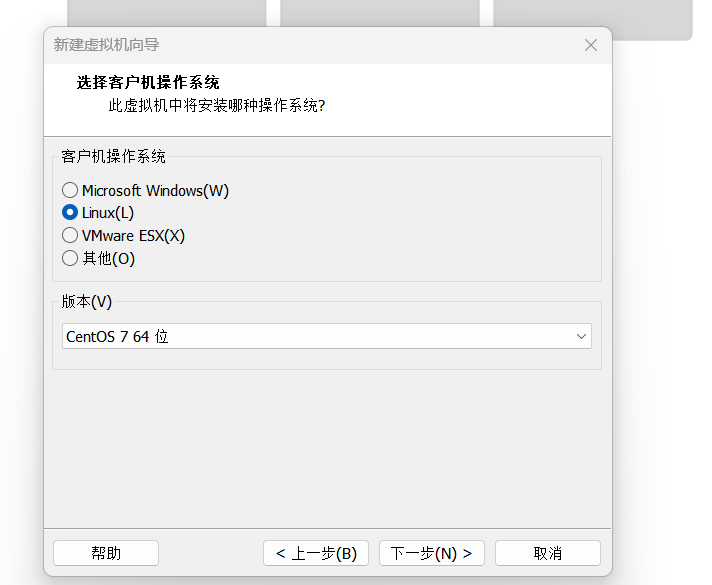 新建虚拟机向导
选择客户机操作系统
此虚拟机中将安装哪种操作系统?
客户机操作系统
Microsoft Windows(W)
Linux(L)
VMware ESX(X)
其他(O)
版本(V)
CentOS 7 64 位
帮助
< 上一步(B)
下一步(N) >
取消